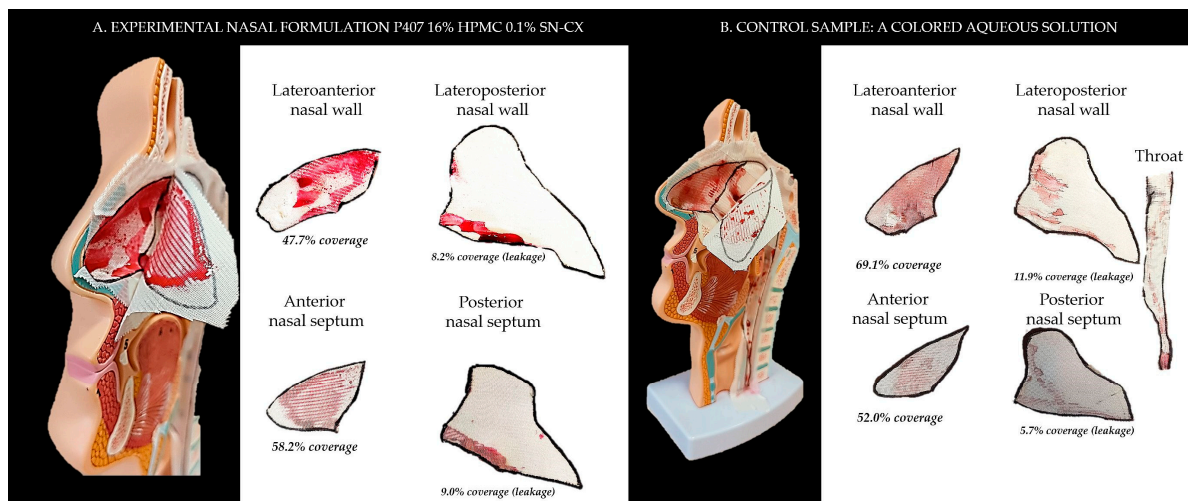 A. EXPERIMENTAL NASAL FORMULATION P407 16% HPMC 0.1% SN-CX
Lateroanterior
nasal wall
47.7% coverage
Lateroposterior
nasal wall
8.2% coverage (leakage)
Anterior
nasal septum
58.2% coverage
Posterior
nasal septum
9.0% coverage (leakage)
B. CONTROL SAMPLE: A COLORED AQUEOUS SOLUTION
Lateroanterior
nasal wall
69.1% coverage
Lateroposterior
nasal wall
11.9% coverage (leakage)
Throat
Anterior
nasal septum
52.0% coverage
Posterior
nasal septum
5.7% coverage (leakage)
5
5